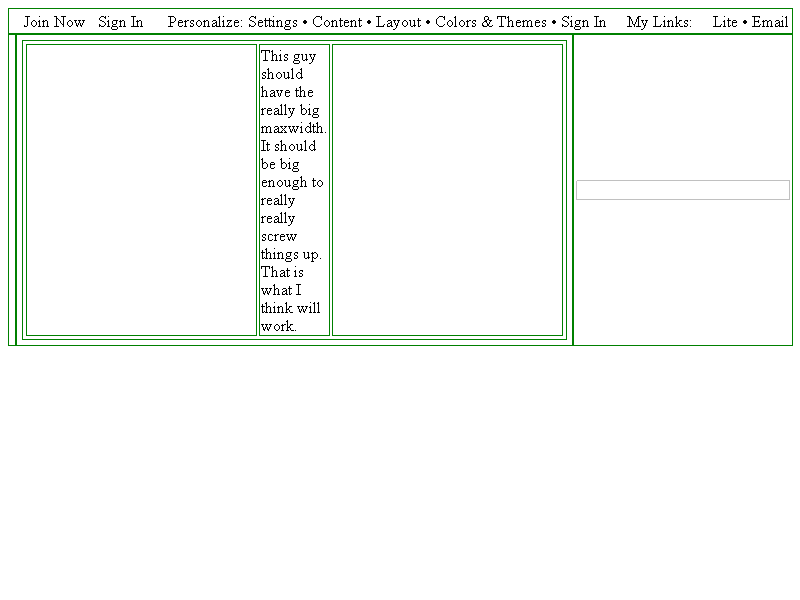 Join Now Sign In Personalize: Settings • Content • Layout • Colors & Themes • Sign In My Links: Lite • Email
This guy
should
have the
really big
maxwidth.
It should
be big
enough to
really
really
screw
things up.
That is
what I
think will
work.